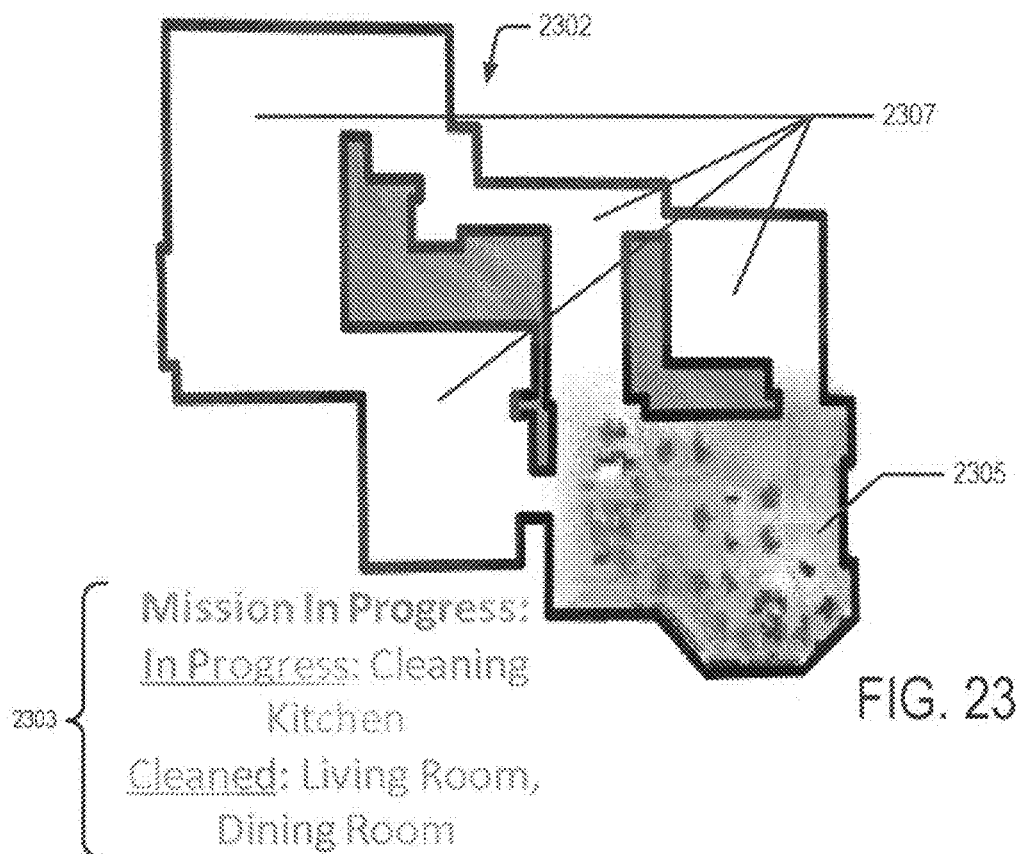 2302
2307
2305
FIG. 23
2303
Mission In Progress:
In Progress: Cleaning
Kitchen
Cleaned: Living Room,
Dining Room